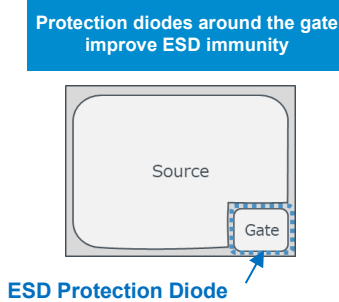 Protection diodes around the gate
improve ESD immunity
Source
Gate
ESD Protection Diode